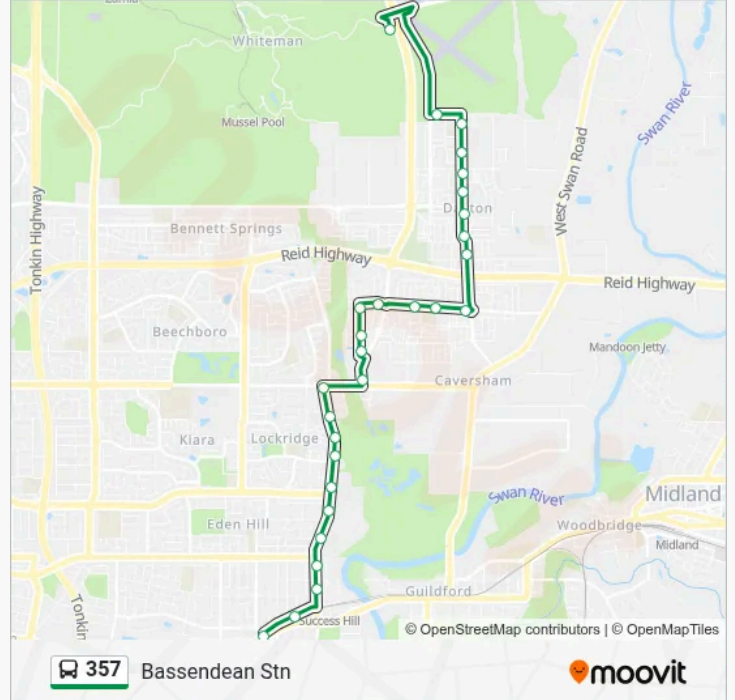 Whiteman
Mussel Pool
Swan River
West Swan Road
Tonkin Highway
Bennett Springs
Reid Highway
Reid Highway
Beechboro
Mandoon Jetty
Caversham
Kiara
Lockridge
Swan River
Midland
Eden Hill
Woodbridge
Midland
Guildford
Tonkin
Success Hill
© OpenStreetMap contributors | © OpenMapTiles
357 Bassendean Stn
moovit